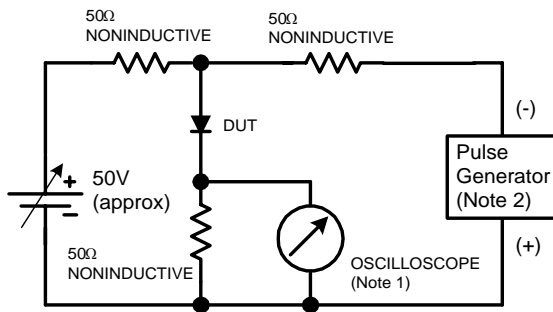 50Ω
NONINDUCTIVE
50Ω
NONINDUCTIVE
DUT
(-)
Pulse
Generator
(Note 2)
(+)
+
50V
(approx)
−
50Ω
NONINDUCTIVE
OSCILLOSCOPE
(Note 1)